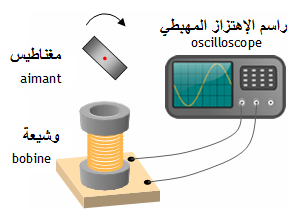 راسم الإهتزاز المهبطي
oscilloscope
مغناطيس
aimant
وشيعة
bobine